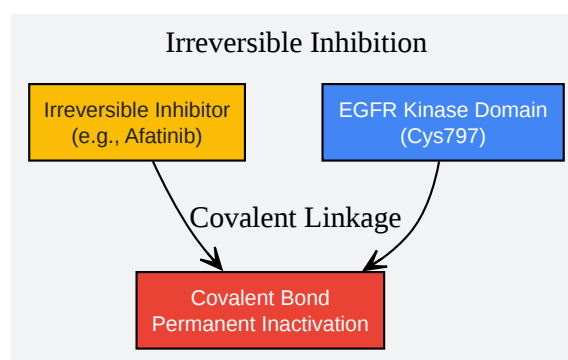 Irreversible Inhibition
Irreversible Inhibitor
(e.g., Afatinib)
EGFR Kinase Domain
(Cys797)
Covalent Linkage
Covalent Bond
Permanent Inactivation